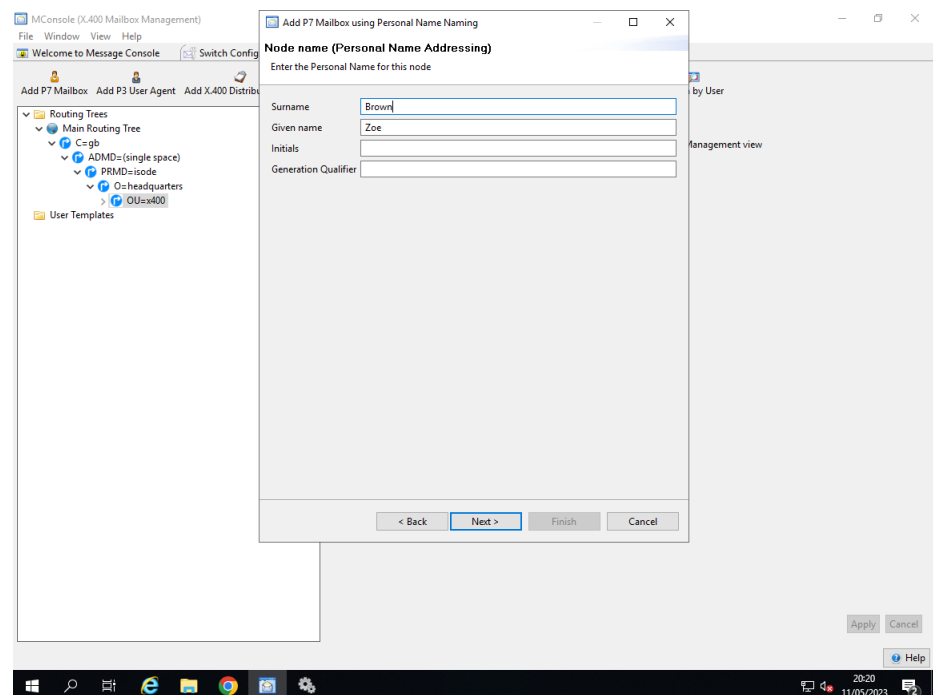 MConsole (X.400 Mailbox Management)
File Window View Help
Welcome to Message Console Switch Config
Add P7 Mailbox Add P3 User Agent Add X.400 Distribu
by User
Routing Trees
Main Routing Tree
C=gb
ADMD=(single space)
PRMD=isode
O=headquarters
OU=x400
User Templates
Management view
Add P7 Mailbox using Personal Name Naming
Node name (Personal Name Addressing)
Enter the Personal Name for this node
Surname Brown
Given name Zoe
Initials
Generation Qualifier
< Back Next > Finish Cancel
Apply Cancel
Help
20:20
11/05/2023
2